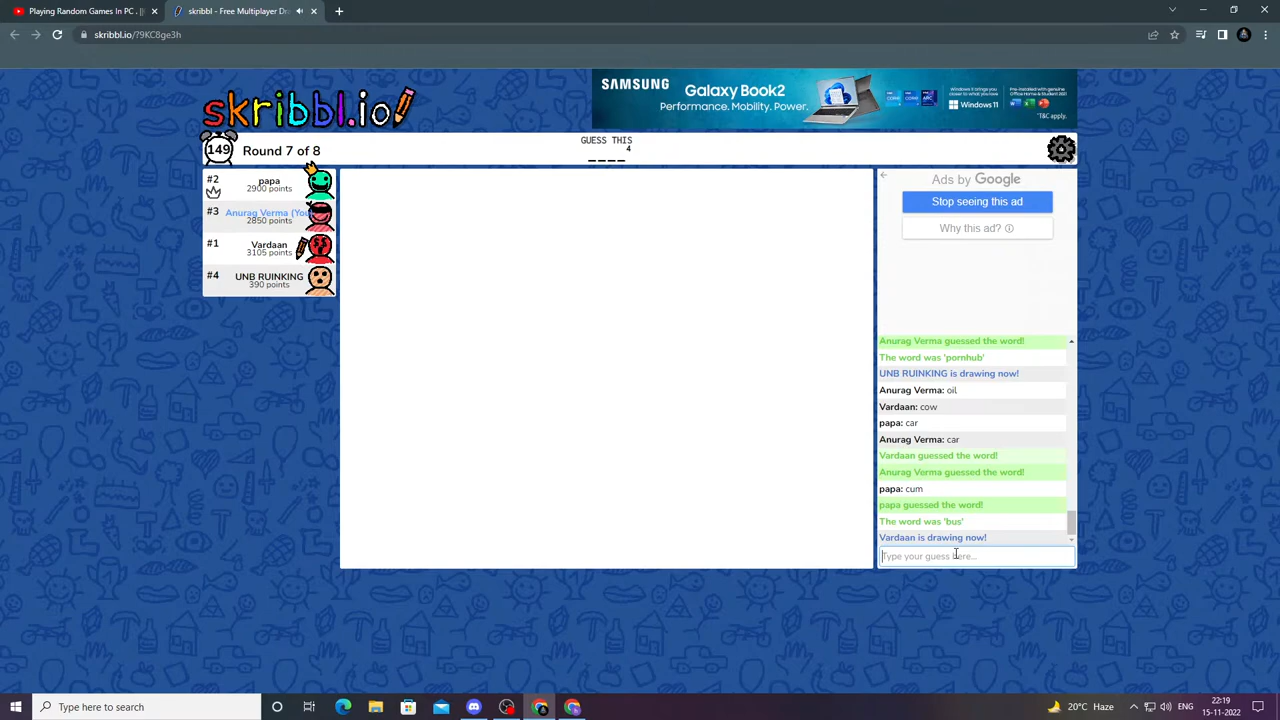 Playing Random Games In PC . ||
skribbl - Free Multiplayer Dr
skribbl.io/?9KC8ge3h
skribbl.io
SAMSUNG
Galaxy Book2
Performance. Mobility. Power.
Windows 11
*T&C apply.
149
Round 7 of 8
GUESS THIS
4
____
#2
papa
2900 points
#3
Anurag Verma (You
2850 points
#1
Vardaan
3105 points
#4
UNB RUINKING
390 points
Ads by Google
Stop seeing this ad
Why this ad?
Anurag Verma guessed the word!
The word was 'pornhub'
UNB RUINKING is drawing now!
Anurag Verma: oil
Vardaan: cow
papa: car
Anurag Verma: car
Vardaan guessed the word!
Anurag Verma guessed the word!
papa: cum
papa guessed the word!
The word was 'bus'
Vardaan is drawing now!
Type your guess here...
Type here to search
20°C Haze
ENG
22:19
15-11-2022